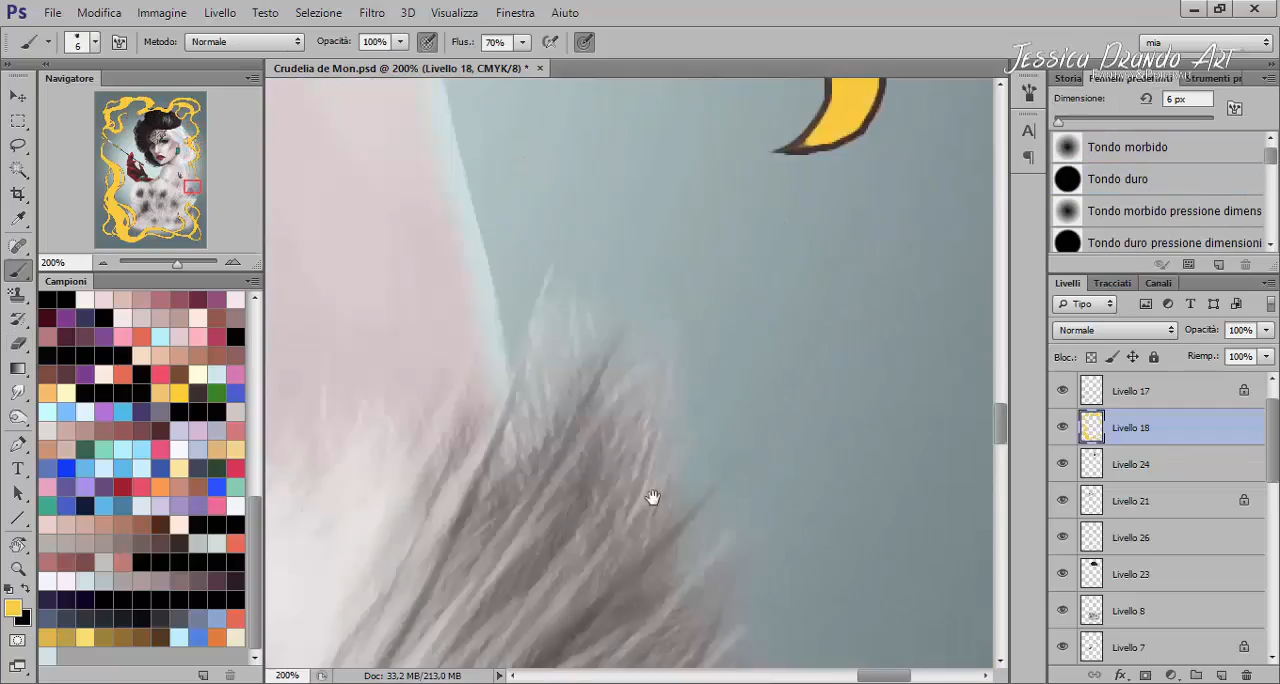 Ps File Modifica Immagine Livello Testo Selezione Filtro 3D Visualizza Finestra Aiuto
6 Metodo: Normale Opacità: 100% Flus.: 70% mia
Jessica Drando Art
Navigatore
Crudelia de Mon.psd @ 200% (Livello 18, CMYK/8) *
Storia Pennelli predefiniti Strumenti pr
Dimensione: 6 px
Tondo morbido
Tondo duro
Tondo morbido pressione dimens
Tondo duro pressione dimensioni
200%
Campioni
Livelli Tracciati Canali
Tipo
Normale Opacità: 100%
Bloc.: Riemp.: 100%
Livello 17
Livello 18
Livello 24
Livello 21
Livello 26
Livello 23
Livello 8
Livello 7
200% Doc: 33,2 MB/213,0 MB